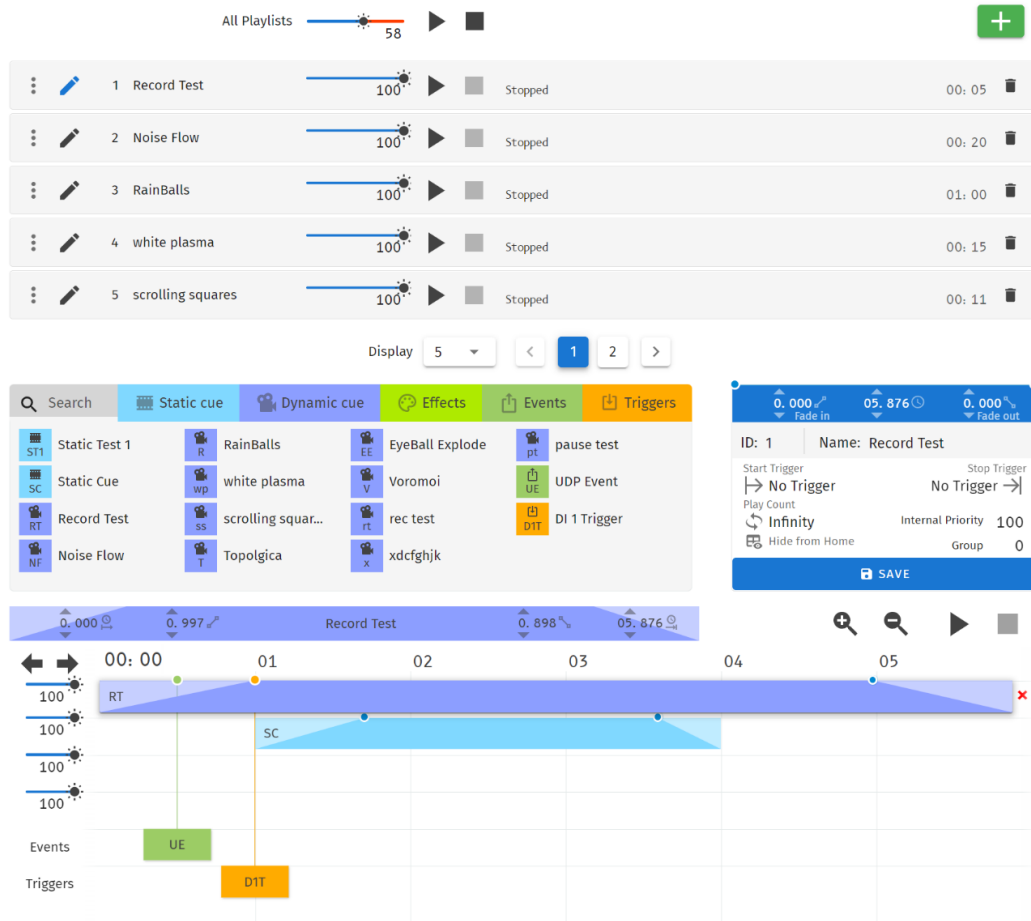 All Playlists 58
1 Record Test 100 Stopped 00: 05
2 Noise Flow 100 Stopped 00: 20
3 RainBalls 100 Stopped 01: 00
4 white plasma 100 Stopped 00: 15
5 scrolling squares 100 Stopped 00: 11
Display 5 1 2
Search Static cue Dynamic cue Effects Events Triggers
ST1 Static Test 1 R RainBalls EE EyeBall Explode pt pause test
SC Static Cue wp white plasma V Voromoi UE UDP Event
RT Record Test ss scrolling squar... rt rec test D1T DI 1 Trigger
NF Noise Flow T Topolgica x xdcfghjk
0. 000 05. 876 0. 000
Fade in Fade out
ID: 1 Name: Record Test
Start Trigger Stop Trigger
No Trigger No Trigger
Play Count
Infinity Internal Priority 100
Hide from Home Group 0
SAVE
0. 000 0. 997 Record Test 0. 898 05. 876
00: 00 01 02 03 04 05
100 RT
100 SC
100
100
Events UE
Triggers D1T